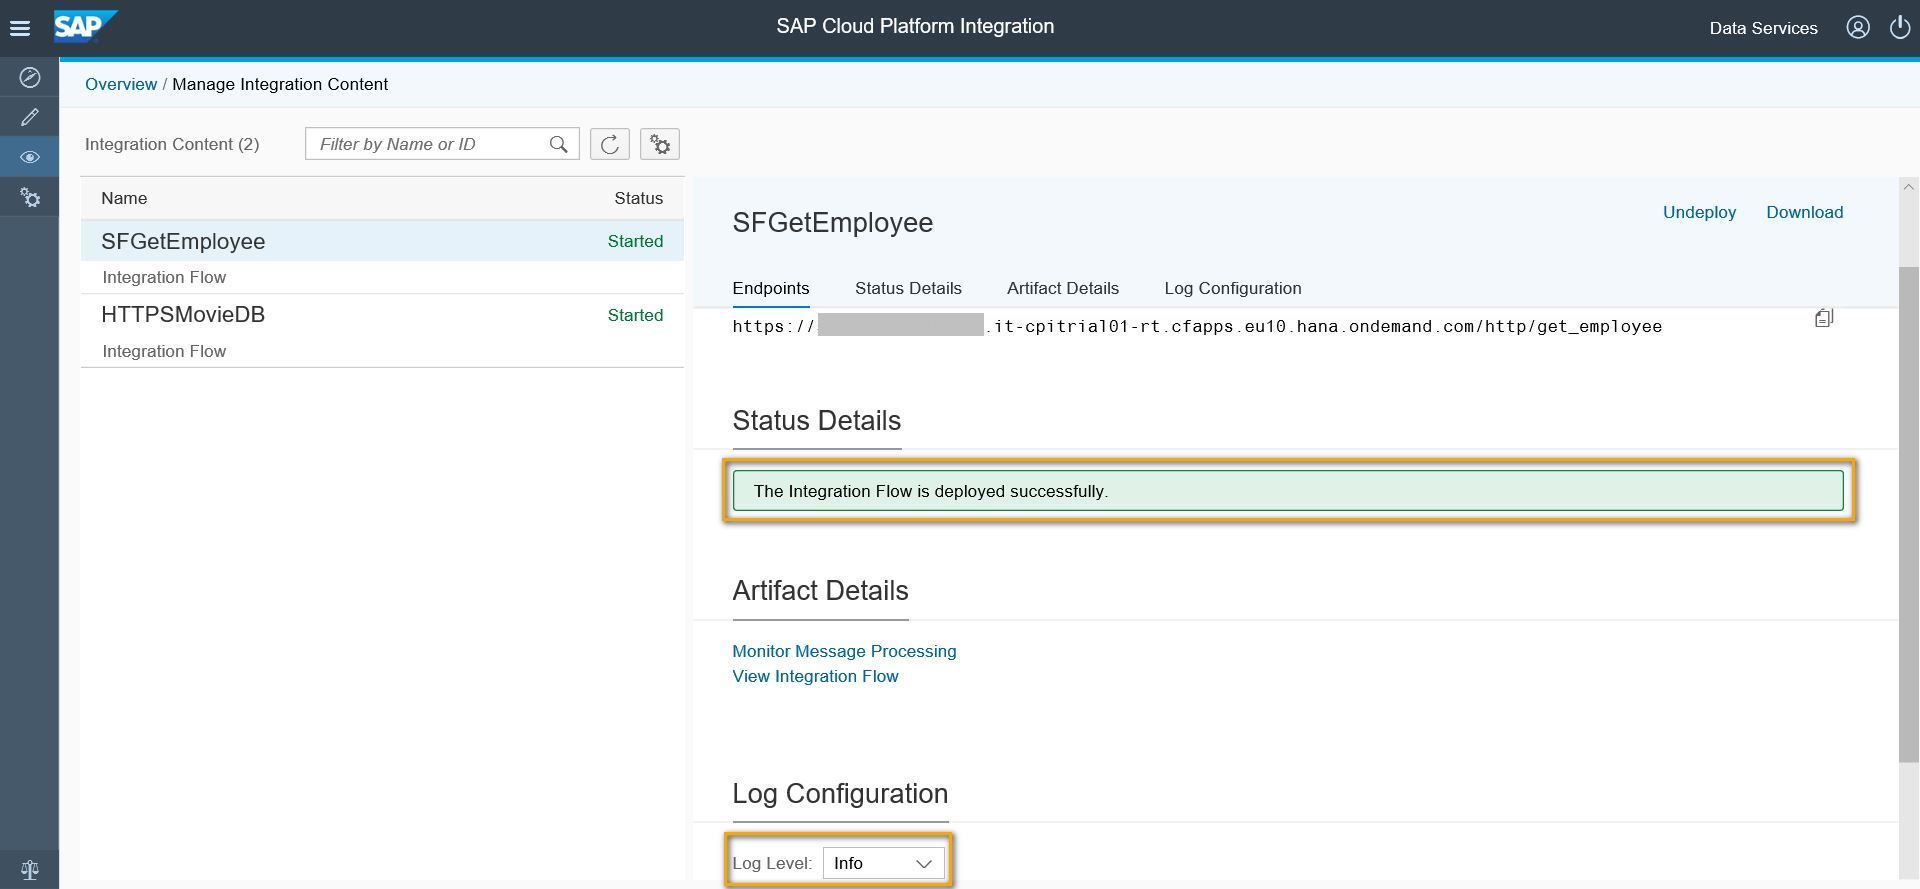 SAP
SAP Cloud Platform Integration
Data Services
Overview / Manage Integration Content
Integration Content (2)
Filter by Name or ID
Name Status
SFGetEmployee Started
Integration Flow
HTTPSMovieDB Started
Integration Flow
SFGetEmployee
Undeploy Download
Endpoints Status Details Artifact Details Log Configuration
https:// .it-cpitrial01-rt.cfapps.eu10.hana.ondemand.com/http/get_employee
Status Details
The Integration Flow is deployed successfully.
Artifact Details
Monitor Message Processing
View Integration Flow
Log Configuration
Log Level: Info